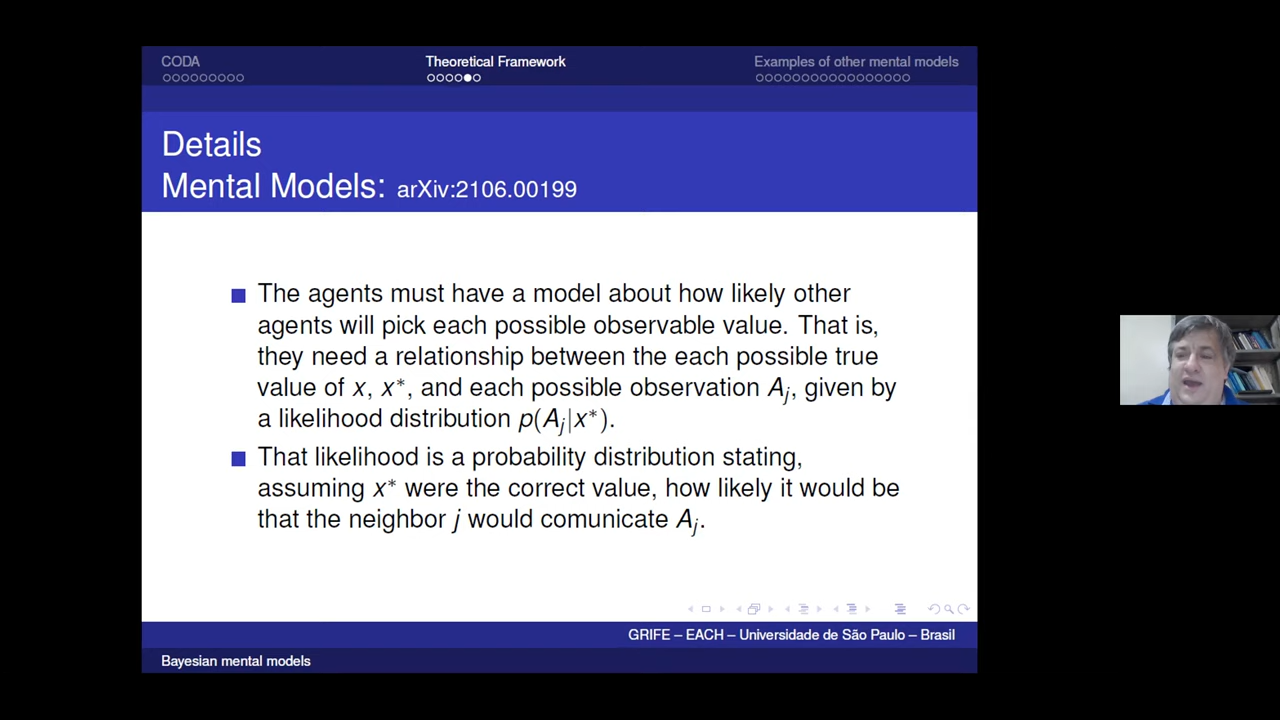 CODA
Theoretical Framework
Examples of other mental models
Details
Mental Models: arXiv:2106.00199
The agents must have a model about how likely other
agents will pick each possible observable value. That is,
they need a relationship between the each possible true
value of x, x*, and each possible observation Aⱼ, given by
a likelihood distribution p(Aⱼ|x*).
That likelihood is a probability distribution stating,
assuming x* were the correct value, how likely it would be
that the neighbor j would comunicate Aⱼ.
GRIFE – EACH – Universidade de São Paulo – Brasil
Bayesian mental models